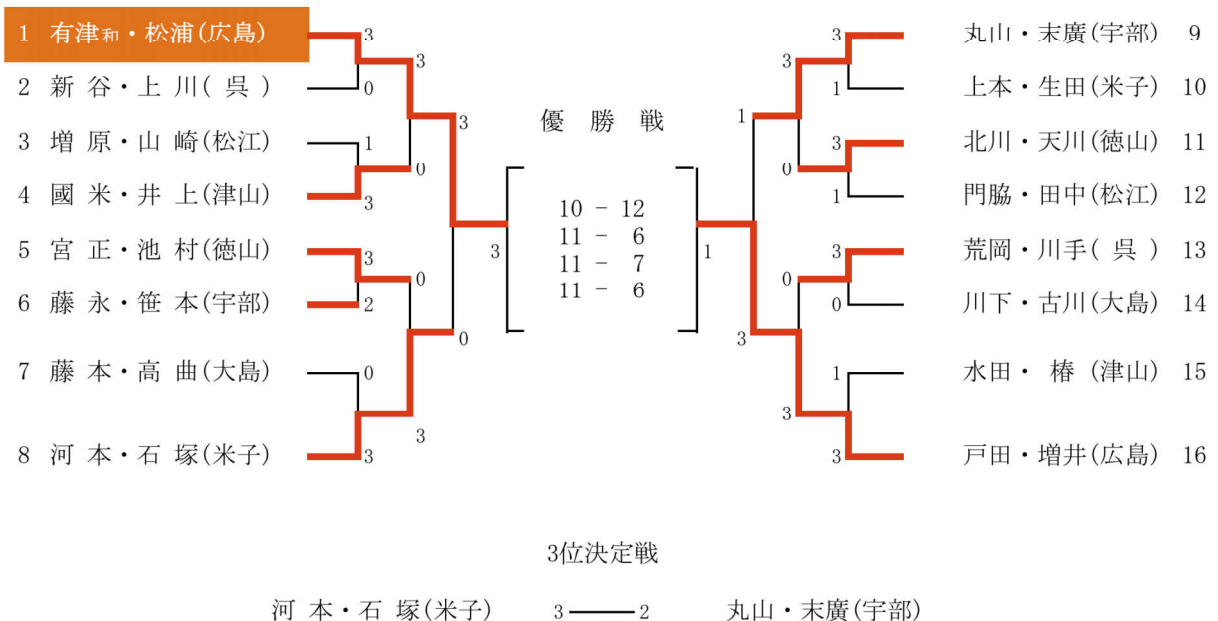 1 有津和・松浦(広島)
2 新谷・上川(呉)
3 増原・山崎(松江)
4 國米・井上(津山)
5 宮正・池村(徳山)
6 藤永・笹本(宇部)
7 藤本・高曲(大島)
8 河本・石塚(米子)
3
0
1
3
3
2
0
3
3
0
0
3
3
0
3
優勝戦
10 - 12
11 - 6
11 - 7
11 - 6
1
1
3
3
0
0
3
3
1
3
1
3
0
1
3
丸山・末廣(宇部) 9
上本・生田(米子) 10
北川・天川(徳山) 11
門脇・田中(松江) 12
荒岡・川手(呉) 13
川下・古川(大島) 14
水田・椿(津山) 15
戸田・増井(広島) 16
3位決定戦
河本・石塚(米子) 3 — 2 丸山・末廣(宇部)